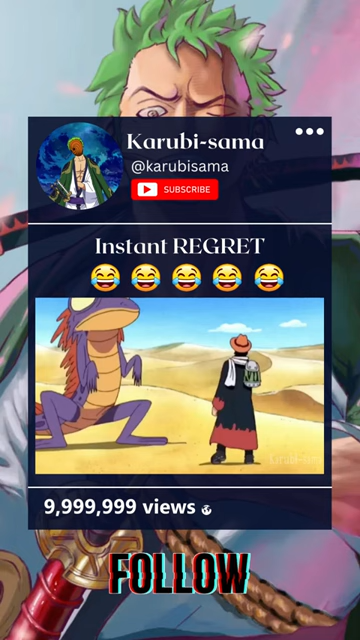 Karubi-sama
@karubisama
SUBSCRIBE
Instant REGRET
😂 😂 😂 😂 😂
9,999,999 views
FOLLOW